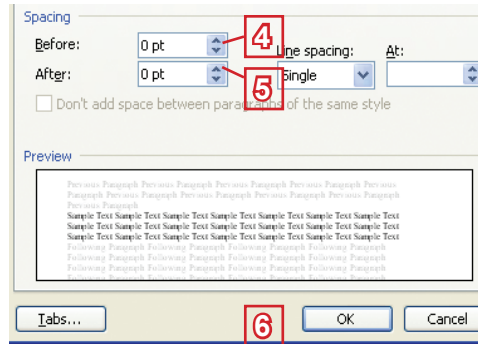 Spacing
Before: 0 pt 4 Line spacing: At:
After: 0 pt 5 Single
Don't add space between paragraphs of the same style
Preview
Previous Paragraph Previous Paragraph Previous Paragraph Previous Paragraph Previous
Paragraph Previous Paragraph Previous Paragraph Previous Paragraph Previous Paragraph
Previous Paragraph
Sample Text Sample Text Sample Text Sample Text Sample Text Sample Text Sample Text
Sample Text Sample Text Sample Text Sample Text Sample Text Sample Text Sample Text
Sample Text Sample Text Sample Text Sample Text Sample Text Sample Text Sample Text
Following Paragraph Following Paragraph Following Paragraph Following Paragraph
Following Paragraph Following Paragraph Following Paragraph Following Paragraph
Following Paragraph Following Paragraph Following Paragraph Following Paragraph
Following Paragraph Following Paragraph Following Paragraph Following Paragraph
Tabs... 6 OK Cancel